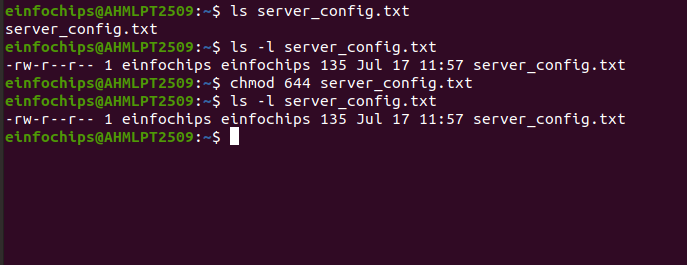 einfochips@AHMLPT2509:~$ ls server_config.txt
server_config.txt
einfochips@AHMLPT2509:~$ ls -l server_config.txt
-rw-r--r-- 1 einfochips einfochips 135 Jul 17 11:57 server_config.txt
einfochips@AHMLPT2509:~$ chmod 644 server_config.txt
einfochips@AHMLPT2509:~$ ls -l server_config.txt
-rw-r--r-- 1 einfochips einfochips 135 Jul 17 11:57 server_config.txt
einfochips@AHMLPT2509:~$